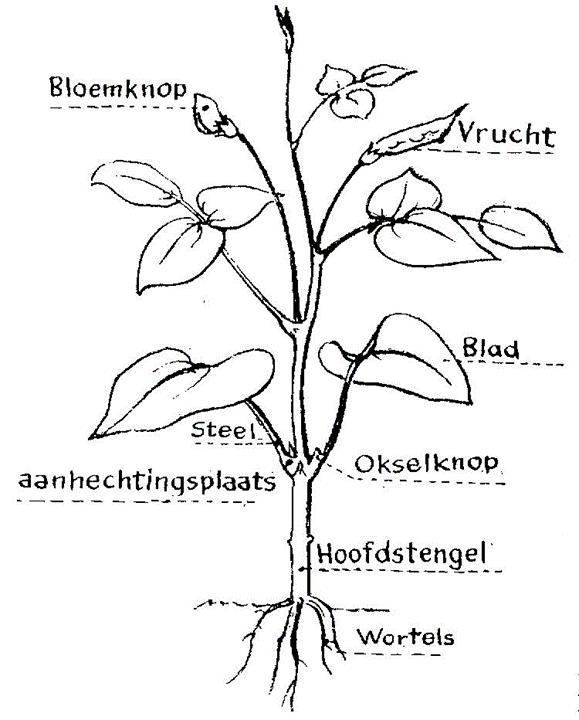 Bloemknop
Vrucht
Blad
Steel
Okselknop
aanhechtingsplaats
Hoofdstengel
Wortels